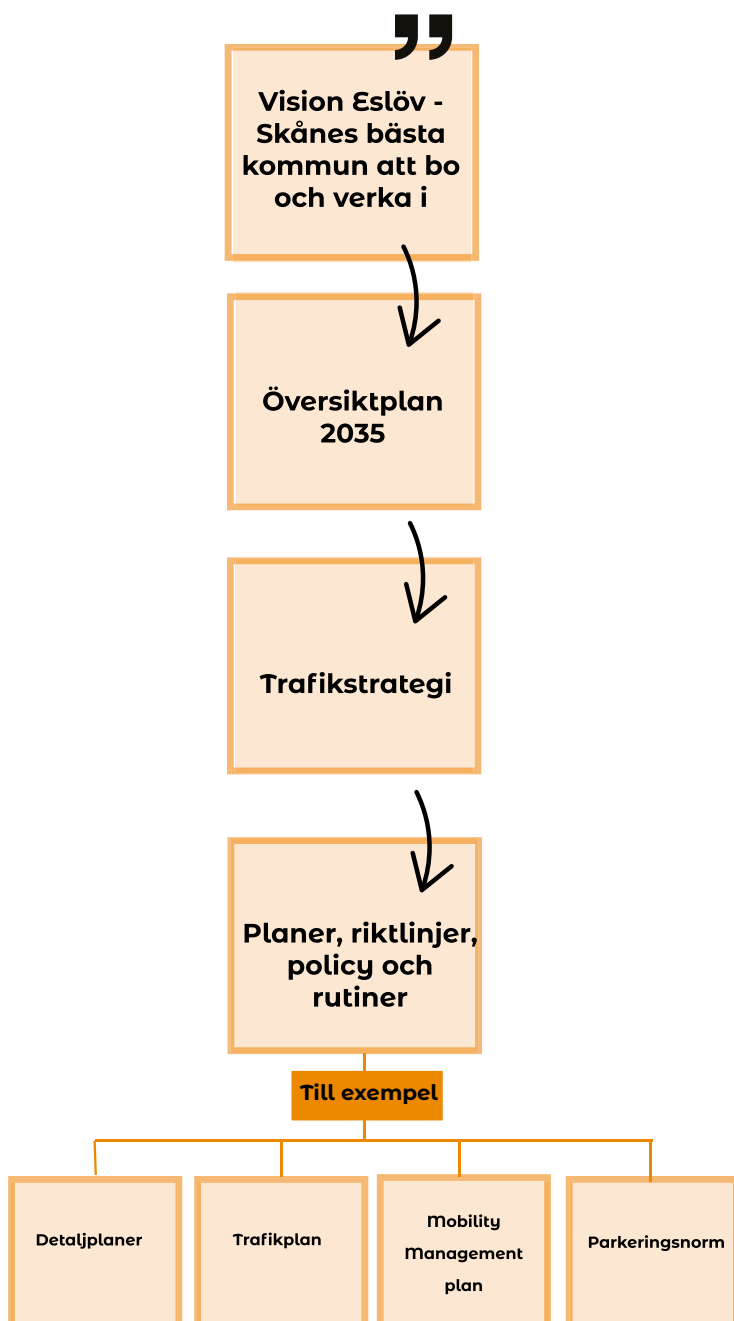 ”
Vision Eslöv -
Skånes bästa
kommun att bo
och verka i
Översiktplan
2035
Trafikstrategi
Planer, riktlinjer,
policy och
rutiner
Till exempel
Detaljplaner
Trafikplan
Mobility
Management
plan
Parkeringsnorm